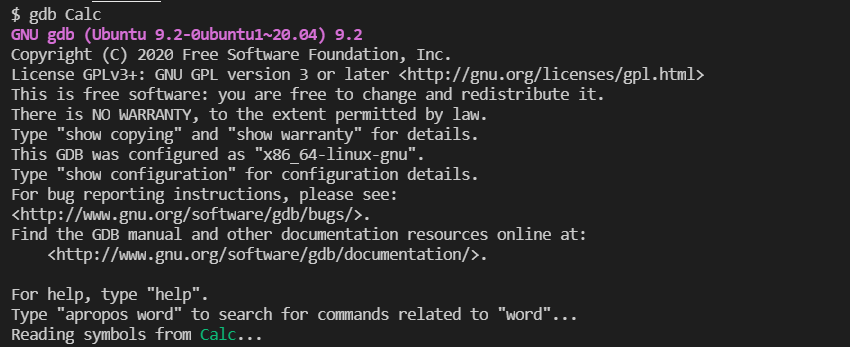 $ gdb Calc
GNU gdb (Ubuntu 9.2-0ubuntu1~20.04) 9.2
Copyright (C) 2020 Free Software Foundation, Inc.
License GPLv3+: GNU GPL version 3 or later <http://gnu.org/licenses/gpl.html>
This is free software: you are free to change and redistribute it.
There is NO WARRANTY, to the extent permitted by law.
Type "show copying" and "show warranty" for details.
This GDB was configured as "x86_64-linux-gnu".
Type "show configuration" for configuration details.
For bug reporting instructions, please see:
<http://www.gnu.org/software/gdb/bugs/>.
Find the GDB manual and other documentation resources online at:
    <http://www.gnu.org/software/gdb/documentation/>.

For help, type "help".
Type "apropos word" to search for commands related to "word"...
Reading symbols from Calc...